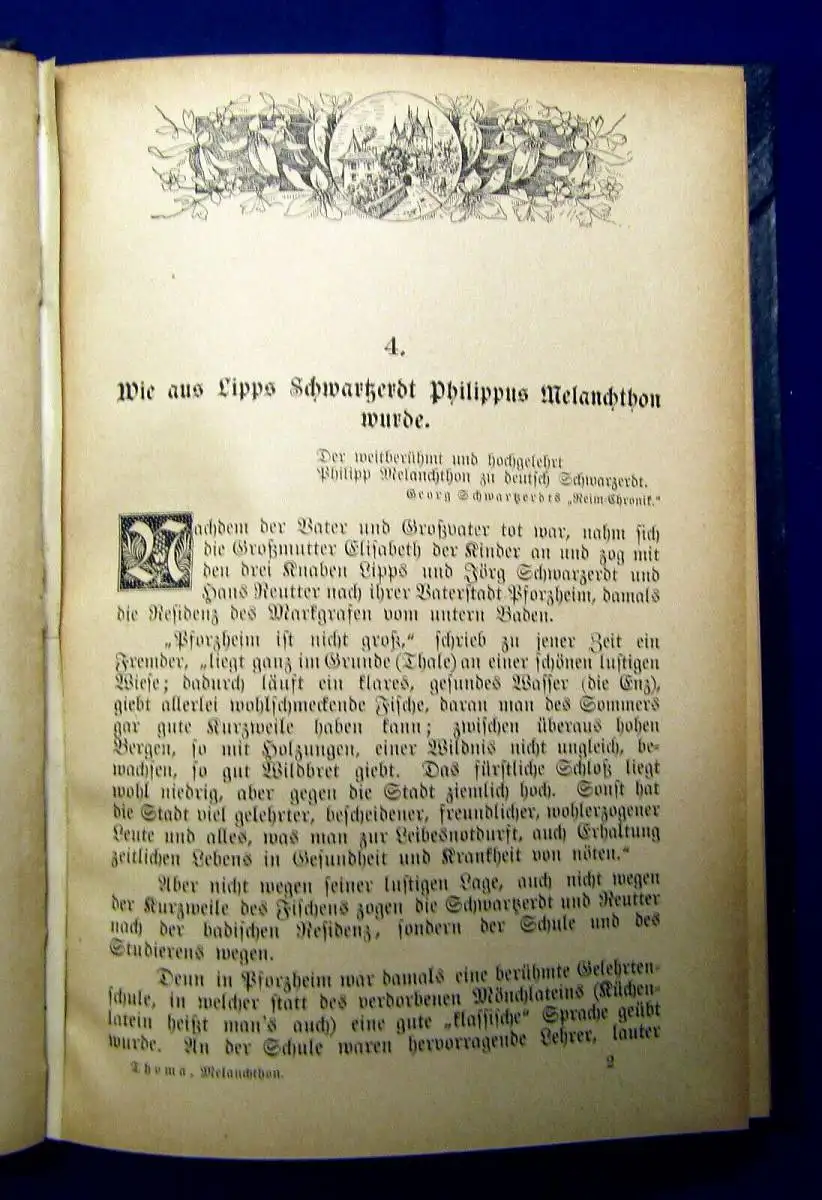 4.
Wie aus Lipps Schwartzerdt Philippus Melanchthon
wurde.
Der weitberühmt und hochgelehrt
Philipp Melanchthon zu deutsch Schwarzerdt.
Georg Schwartzerdts „Reim-Chronik.“
Nachdem der Vater und Großvater tot war, nahm sich
die Großmutter Elisabeth der Kinder an und zog mit
den drei Knaben Lipps und Jörg Schwarzerdt und
Hans Reutter nach ihrer Vaterstadt Pforzheim, damals
die Residenz des Markgrafen vom untern Baden.
„Pforzheim ist nicht groß,“ schrieb zu jener Zeit ein
Fremder, „liegt ganz im Grunde (Thale) an einer schönen lustigen
Wiese; dadurch läuft ein klares, gesundes Wasser (die Enz),
giebt allerlei wohlschmeckende Fische, daran man des Sommers
gar gute Kurzweile haben kann; zwischen überaus hohen
Bergen, so mit Holzungen, einer Wildnis nicht ungleich, be-
wachsen, so gut Wildbret giebt. Das fürstliche Schloß liegt
wohl niedrig, aber gegen die Stadt ziemlich hoch. Sonst hat
die Stadt viel gelehrter, bescheidener, freundlicher, wohlerzogener
Leute und alles, was man zur Leibesnotdurft, auch Erhaltung
zeitlichen Lebens in Gesundheit und Krankheit von nöten.“
Aber nicht wegen seiner lustigen Lage, auch nicht wegen
der Kurzweile des Fischens zogen die Schwartzerdt und Reutter
nach der badischen Residenz, sondern der Schule und des
Studierens wegen.
Denn in Pforzheim war damals eine berühmte Gelehrten-
schule, in welcher statt des verdorbenen Mönchlateins (Küchen-
latein heißt man's auch) eine gute „klassische“ Sprache geübt
wurde. An der Schule waren hervorragende Lehrer, lauter
Thoma, Melanchthon.
2